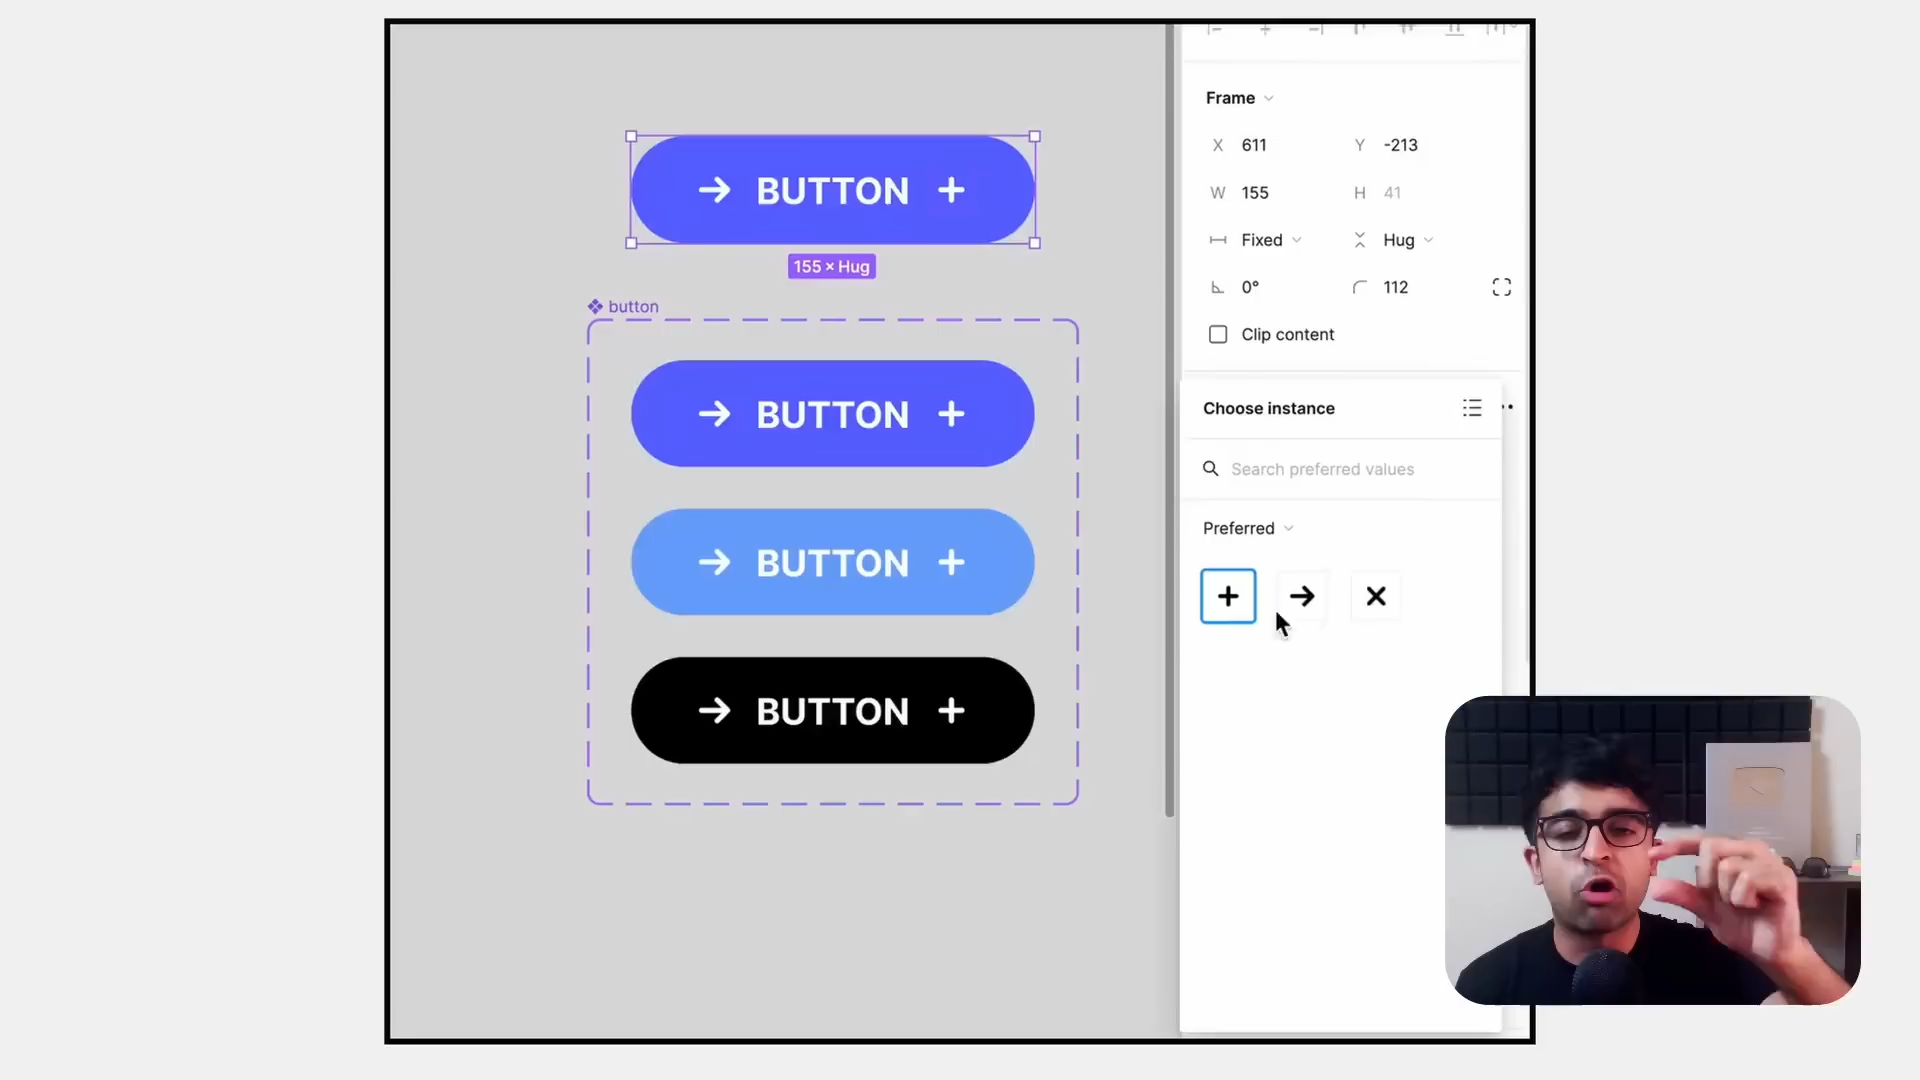 BUTTON
155 × Hug
button
BUTTON
BUTTON
BUTTON
Frame
X 611 Y -213
W 155 H 41
Fixed Hug
0° 112
Clip content
Choose instance
Search preferred values
Preferred